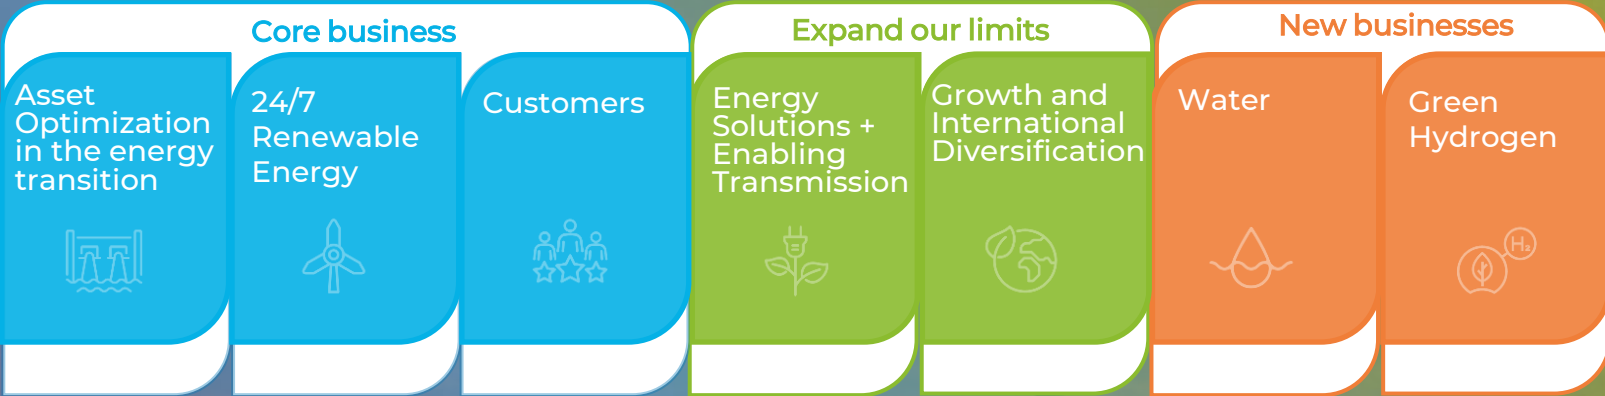 Core business
Asset
Optimization
in the energy
transition
24/7
Renewable
Energy
Customers
Expand our limits
Energy
Solutions +
Enabling
Transmission
Growth and
International
Diversification
New businesses
Water
Green
Hydrogen
H₂